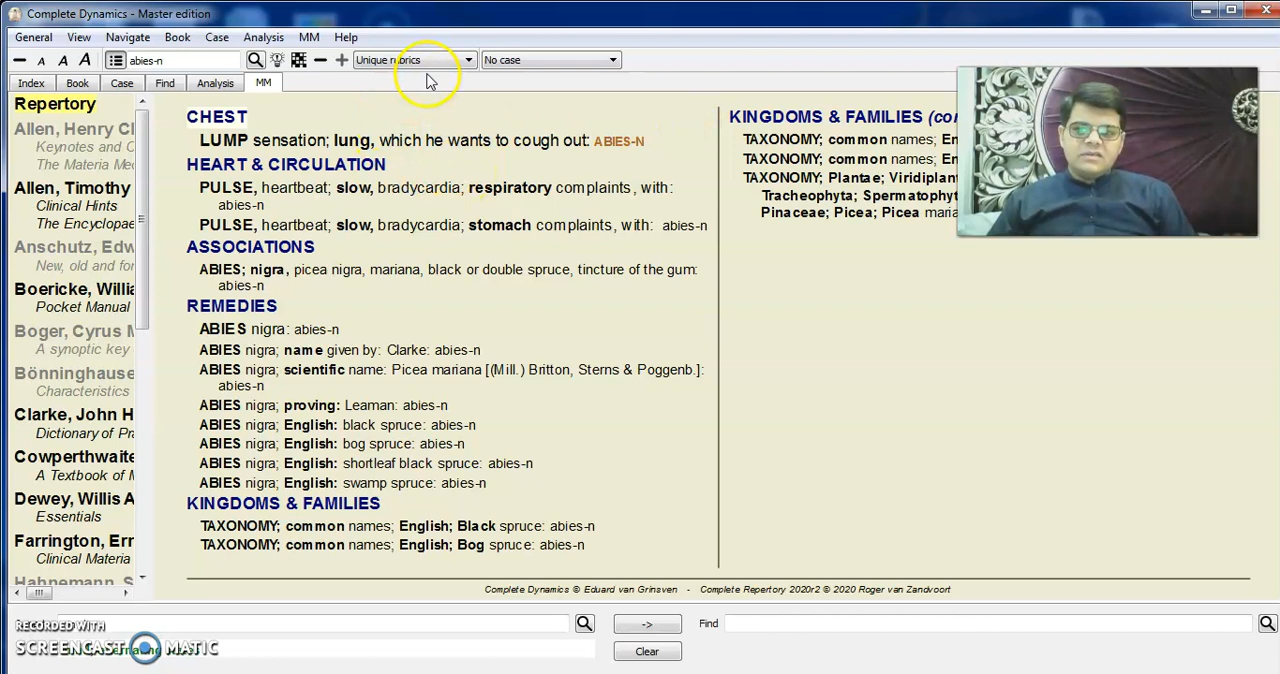 Complete Dynamics - Master edition
General View Navigate Book Case Analysis MM Help
abies-n Unique rubrics No case
Index Book Case Find Analysis MM
Repertory
Allen, Henry Cl
Keynotes and C
The Materia Med
Allen, Timothy
Clinical Hints
The Encyclopae
Anschutz, Edw
New, old and for
Boericke, Willia
Pocket Manual
Boger, Cyrus M
A synoptic key
Bönninghause
Characteristics
Clarke, John H
Dictionary of Pra
Cowperthwaite
A Textbook of M
Dewey, Willis A
Essentials
Farrington, Ern
Clinical Materia
Hahnemann, S
CHEST
LUMP sensation; lung, which he wants to cough out: ABIES-N
HEART & CIRCULATION
PULSE, heartbeat; slow, bradycardia; respiratory complaints, with:
abies-n
PULSE, heartbeat; slow, bradycardia; stomach complaints, with: abies-n
ASSOCIATIONS
ABIES; nigra, picea nigra, mariana, black or double spruce, tincture of the gum:
abies-n
REMEDIES
ABIES nigra: abies-n
ABIES nigra; name given by: Clarke: abies-n
ABIES nigra; scientific name: Picea mariana [(Mill.) Britton, Sterns & Poggenb.]:
abies-n
ABIES nigra; proving: Leaman: abies-n
ABIES nigra; English: black spruce: abies-n
ABIES nigra; English: bog spruce: abies-n
ABIES nigra; English: shortleaf black spruce: abies-n
ABIES nigra; English: swamp spruce: abies-n
KINGDOMS & FAMILIES
TAXONOMY; common names; English; Black spruce: abies-n
TAXONOMY; common names; English; Bog spruce: abies-n
KINGDOMS & FAMILIES (co
TAXONOMY; common names; En
TAXONOMY; common names; En
TAXONOMY; Plantae; Viridiplant
Tracheophyta; Spermatophyt
Pinaceae; Picea; Picea maria
Complete Dynamics © Eduard van Grinsven - Complete Repertory 2020r2 © 2020 Roger van Zandvoort
-> Find
Clear
RECORDED WITH
SCREENCAST MATIC